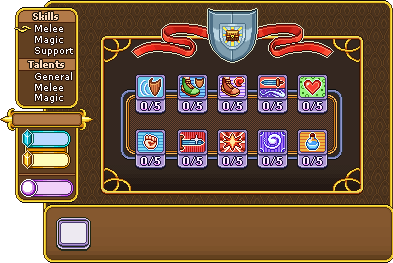 Skills
Melee
Magic
Support
Talents
General
Melee
Magic
0/5 0/5 0/5 0/5 0/5
0/5 0/5 0/5 0/5 0/5